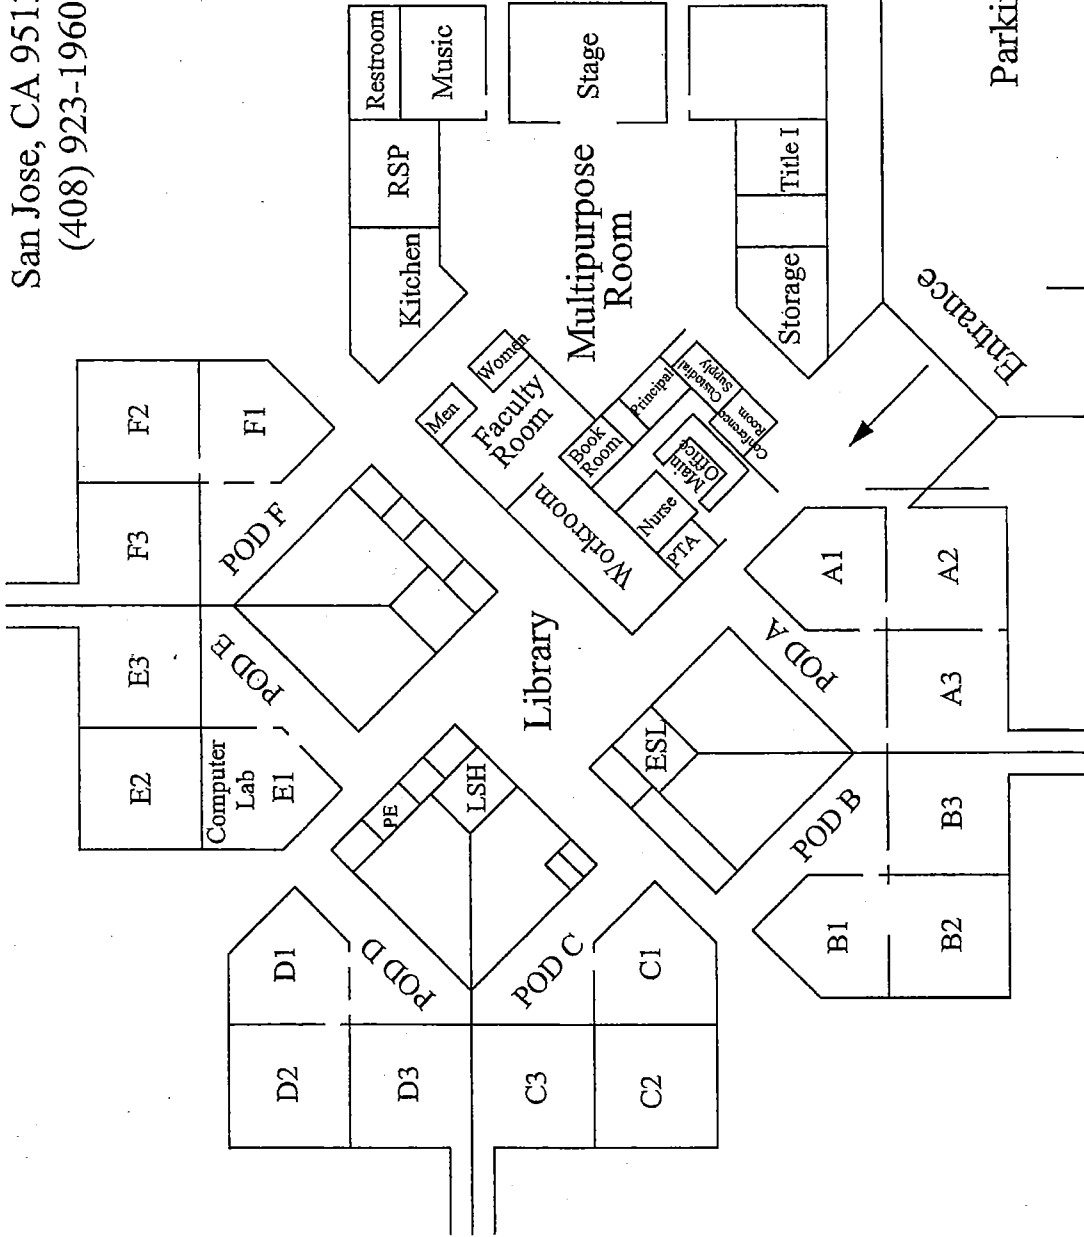 San Jose, CA 951
(408) 923-1960
Restroom
Music
RSP
Kitchen
Stage
Multipurpose
Room
Title I
Storage
Parki
Entrance
F2
F1
F3
POD F
E3
POD E
E2
Computer
Lab
E1
Men
Women
Faculty
Room
Book
Room
Principal
Custodial
Supply
Conference
Room
Main
Office
Nurse
PTA
Workroom
Library
A1
A2
A3
POD A
ESL
POD B
B3
B1
B2
PE
LSH
POD D
D1
D2
D3
POD C
C1
C3
C2